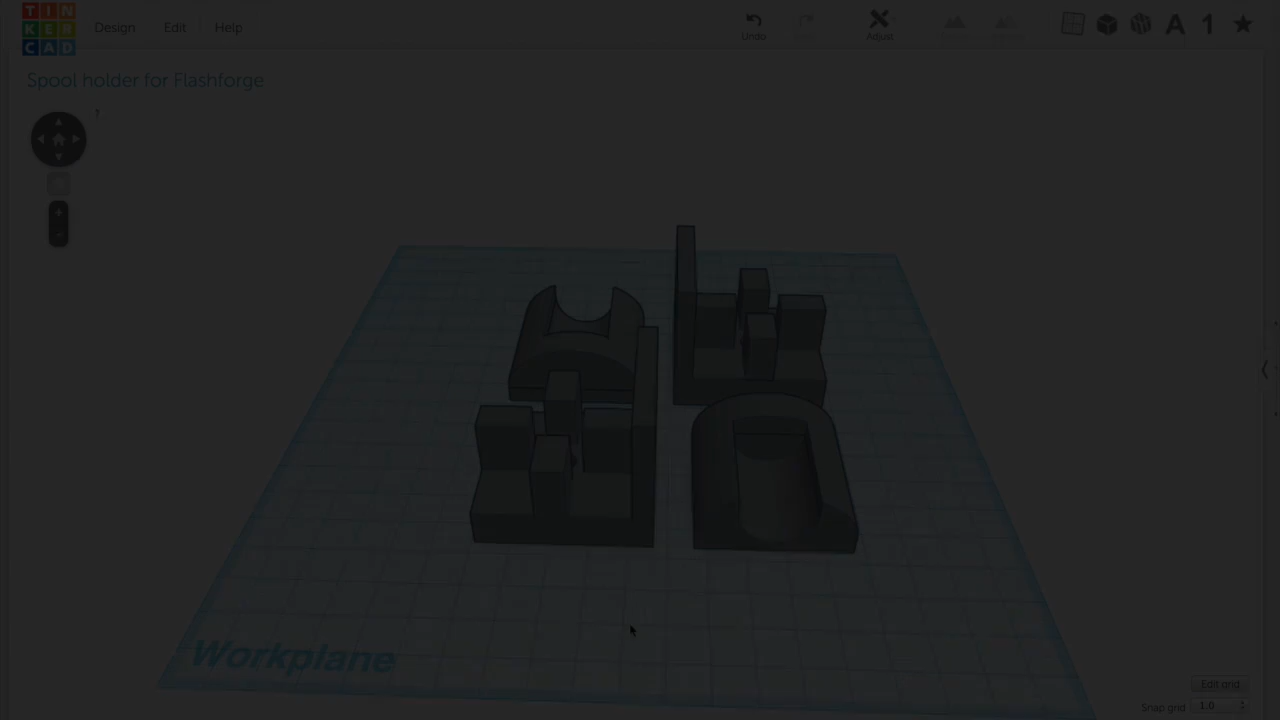 TIN
KER
CAD
Design Edit Help
Undo
Adjust
A 1
Spool holder for Flashforge
?
Workplane
Edit grid
Snap grid 1.0